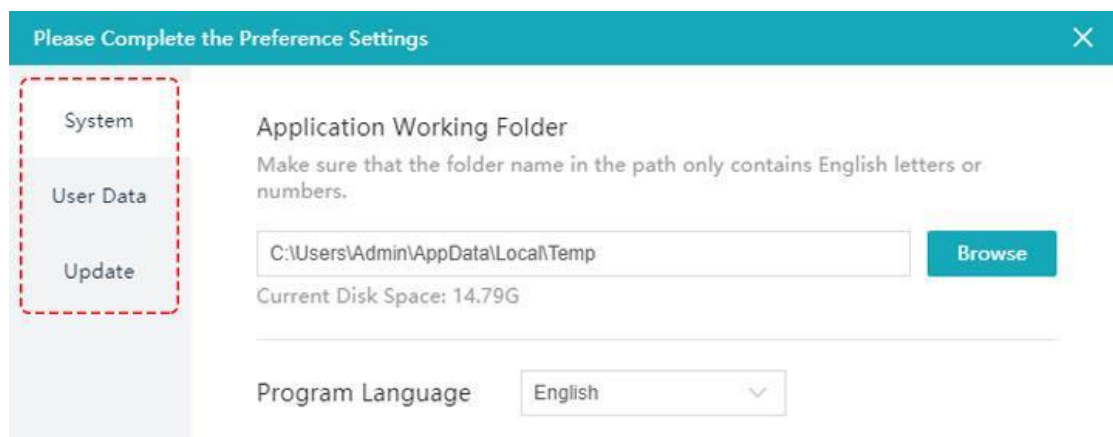 Please Complete the Preference Settings
System
User Data
Update
Application Working Folder
Make sure that the folder name in the path only contains English letters or
numbers.
C:\Users\Admin\AppData\Local\Temp
Browse
Current Disk Space: 14.79G
Program Language
English